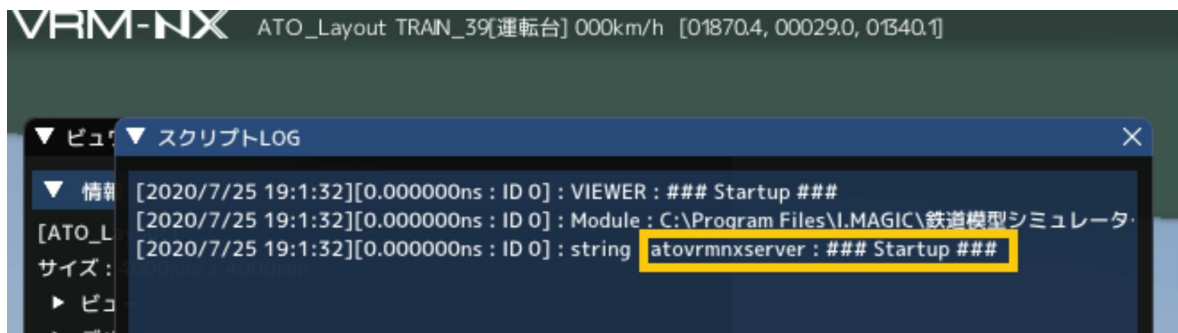 VRM-NX ATO_Layout TRAIN_39[運転台] 000km/h [01870.4, 00029.0, 01340.1]
▼ ビュワ ▼ スクリプトLOG ×
▼ 情報
[2020/7/25 19:1:32][0.000000ns : ID 0] : VIEWER : ### Startup ###
[2020/7/25 19:1:32][0.000000ns : ID 0] : Module : C:\Program Files\I.MAGIC\鉄道模型シミュレータ
[ATO_L
[2020/7/25 19:1:32][0.000000ns : ID 0] : string atovrmnxserver : ### Startup ###
サイズ : 4000mm x 4000mm
▶ ビュー